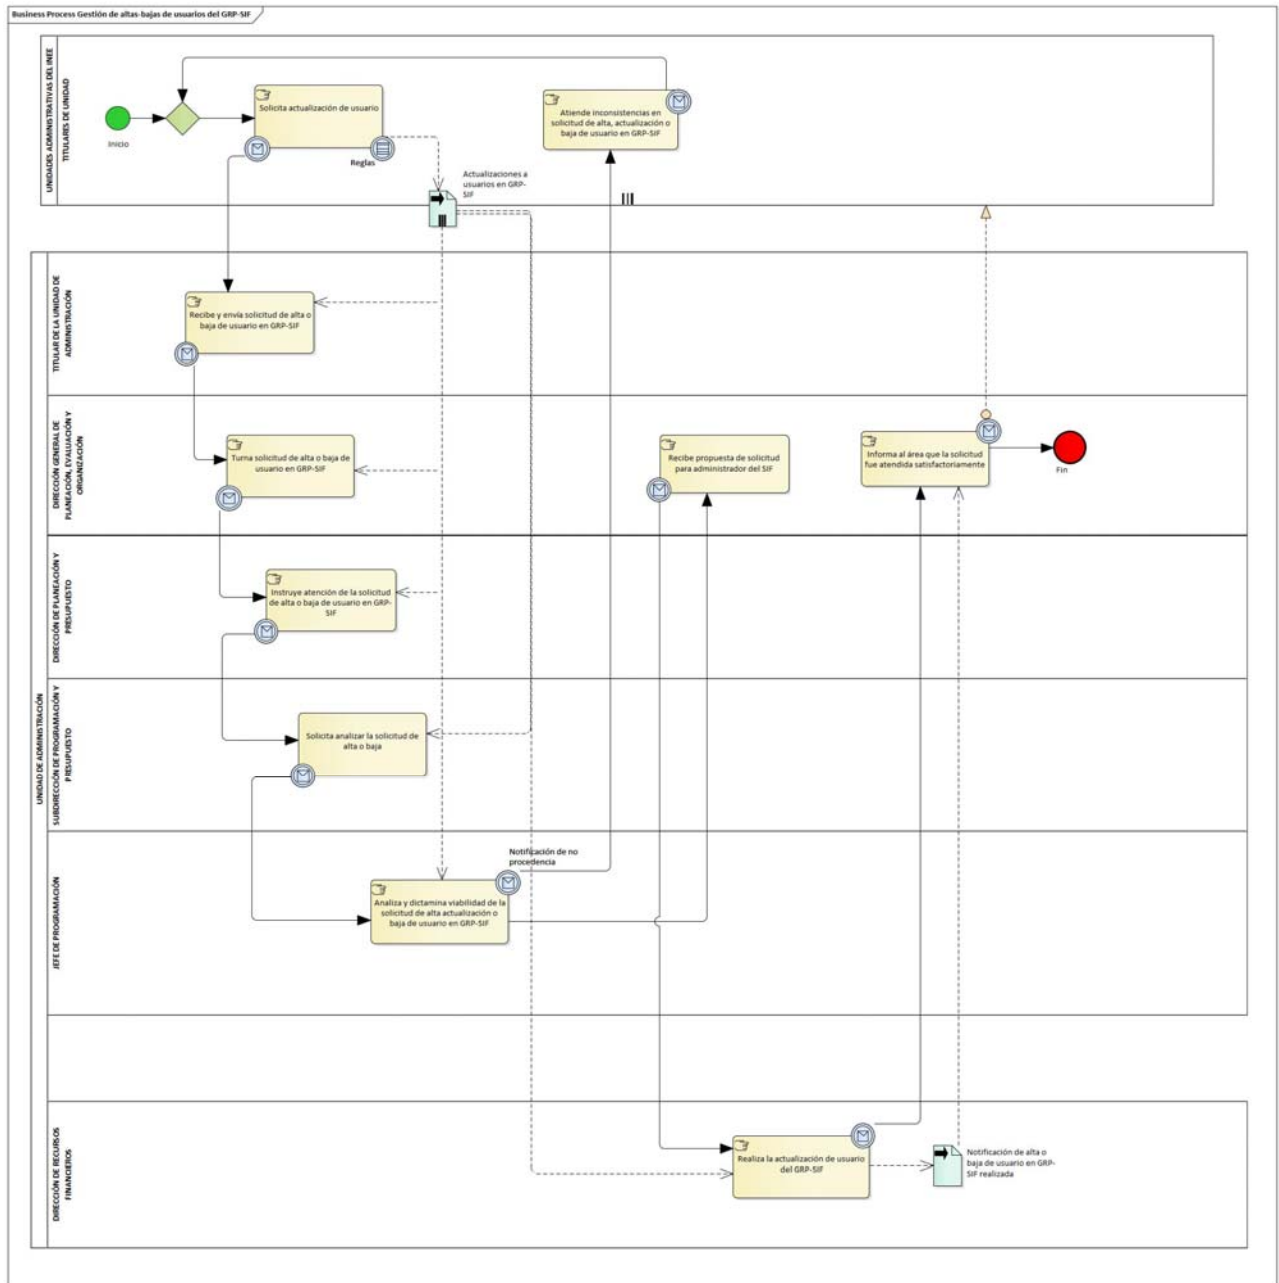 Business Process Gestión de altas-bajas de usuarios del GRP-SIF
UNIDADES ADMINISTRATIVAS DEL INEE
TITULARES DE UNIDAD
Inicio
Solicita actualización de usuario
Reglas
Atiende inconsistencias en
solicitud de alta, actualización o
baja de usuario en GRP-SIF
Actualizaciones a
usuarios en GRP-
SIF
UNIDAD DE ADMINISTRACIÓN
TITULAR DE LA UNIDAD DE
ADMINISTRACIÓN
Recibe y envía solicitud de alta o
baja de usuario en GRP-SIF
DIRECCIÓN GENERAL DE
PLANEACIÓN, EVALUACIÓN Y
ORGANIZACIÓN
Turna solicitud de alta o baja de
usuario en GRP-SIF
Recibe propuesta de solicitud
para administrador del SIF
Informa al área que la solicitud
fue atendida satisfactoriamente
Fin
DIRECCIÓN DE PLANEACIÓN Y
PRESUPUESTO
Instruye atención de la solicitud
de alta o baja de usuario en GRP-
SIF
SUBDIRECCIÓN DE PROGRAMACIÓN Y
PRESUPUESTO
Solicita analizar la solicitud de
alta o baja
JEFE DE PROGRAMACIÓN
Notificación de no
procedencia
Analiza y dictamina viabilidad de la
solicitud de alta actualización o
baja de usuario en GRP-SIF
DIRECCIÓN DE RECURSOS
FINANCIEROS
Realiza la actualización de usuario
del GRP-SIF
Notificación de alta o
baja de usuario en GRP-
SIF realizada